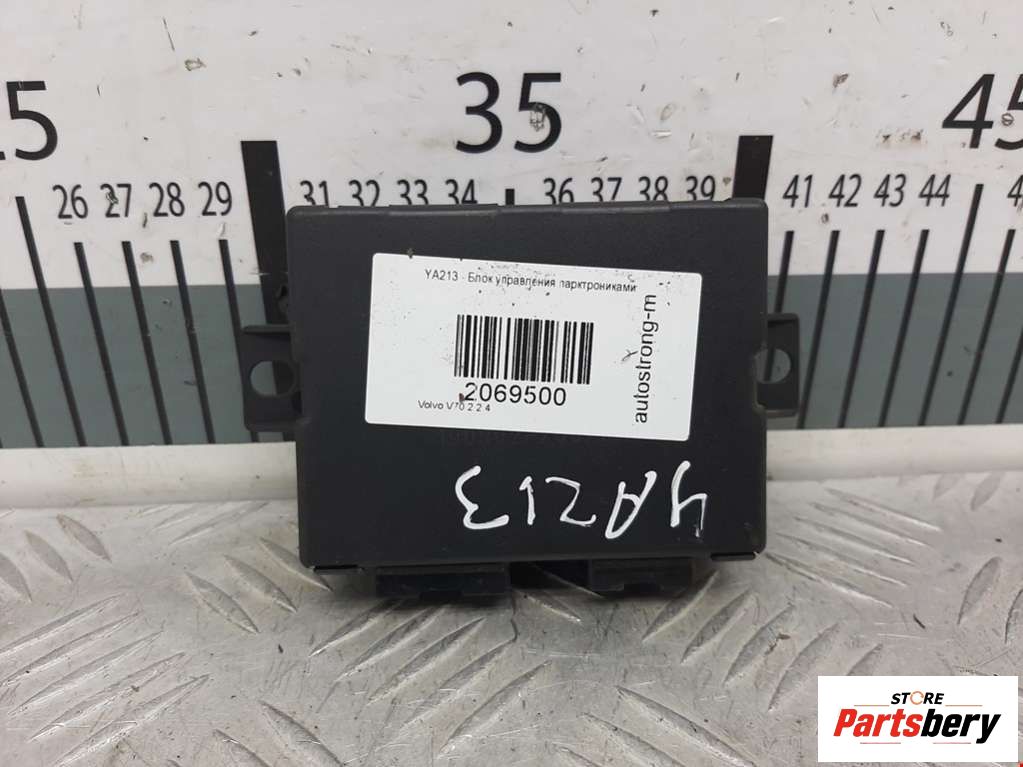 25 35 45
26 27 28 29 31 32 33 34 36 37 38 39 41 42 43 44
YA213 - Блок управления парктрониками
2069500
Volvo V70 2 2.4
autostrong-m
YA213
STORE
Partsbery